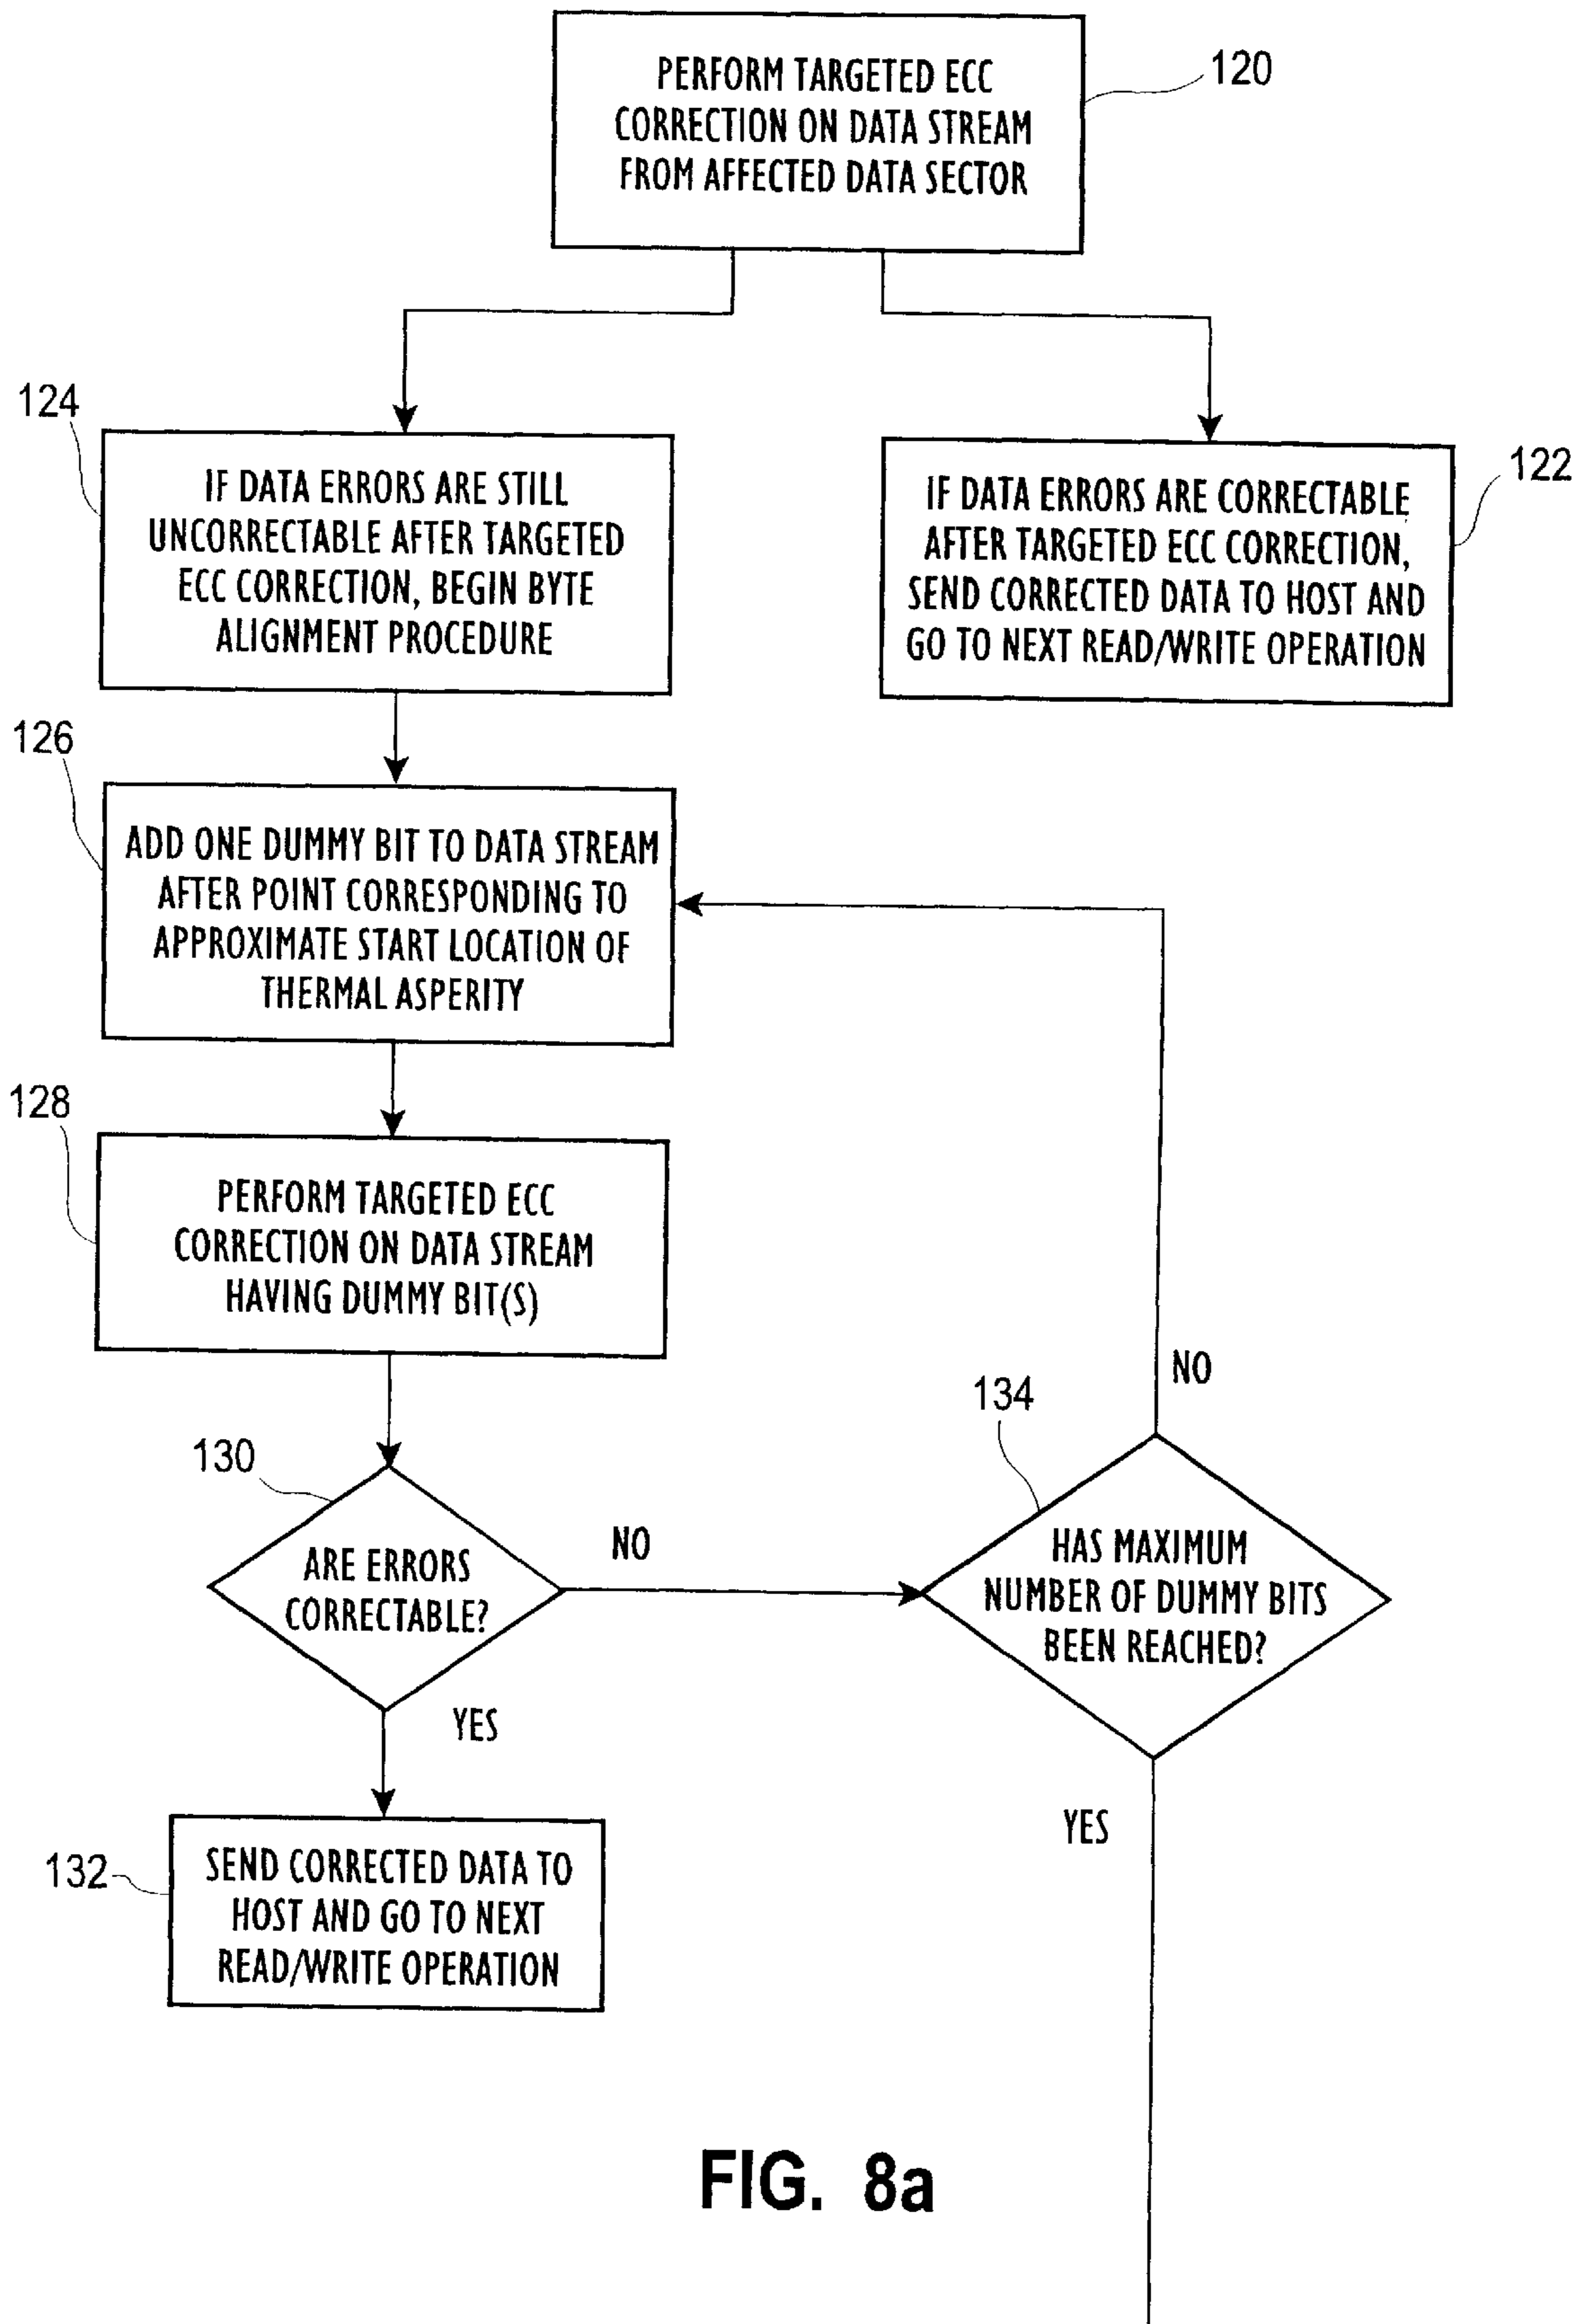 PERFORM TARGETED ECC
CORRECTION ON DATA STREAM
FROM AFFECTED DATA SECTOR
120
124
IF DATA ERRORS ARE STILL
UNCORRECTABLE AFTER TARGETED
ECC CORRECTION, BEGIN BYTE
ALIGNMENT PROCEDURE
122
IF DATA ERRORS ARE CORRECTABLE
AFTER TARGETED ECC CORRECTION,
SEND CORRECTED DATA TO HOST AND
GO TO NEXT READ/WRITE OPERATION
126
ADD ONE DUMMY BIT TO DATA STREAM
AFTER POINT CORRESPONDING TO
APPROXIMATE START LOCATION OF
THERMAL ASPERITY
128
PERFORM TARGETED ECC
CORRECTION ON DATA STREAM
HAVING DUMMY BIT(S)
130
ARE ERRORS
CORRECTABLE?
NO
134
NO
HAS MAXIMUM
NUMBER OF DUMMY BITS
BEEN REACHED?
YES
YES
132
SEND CORRECTED DATA TO
HOST AND GO TO NEXT
READ/WRITE OPERATION
FIG. 8a